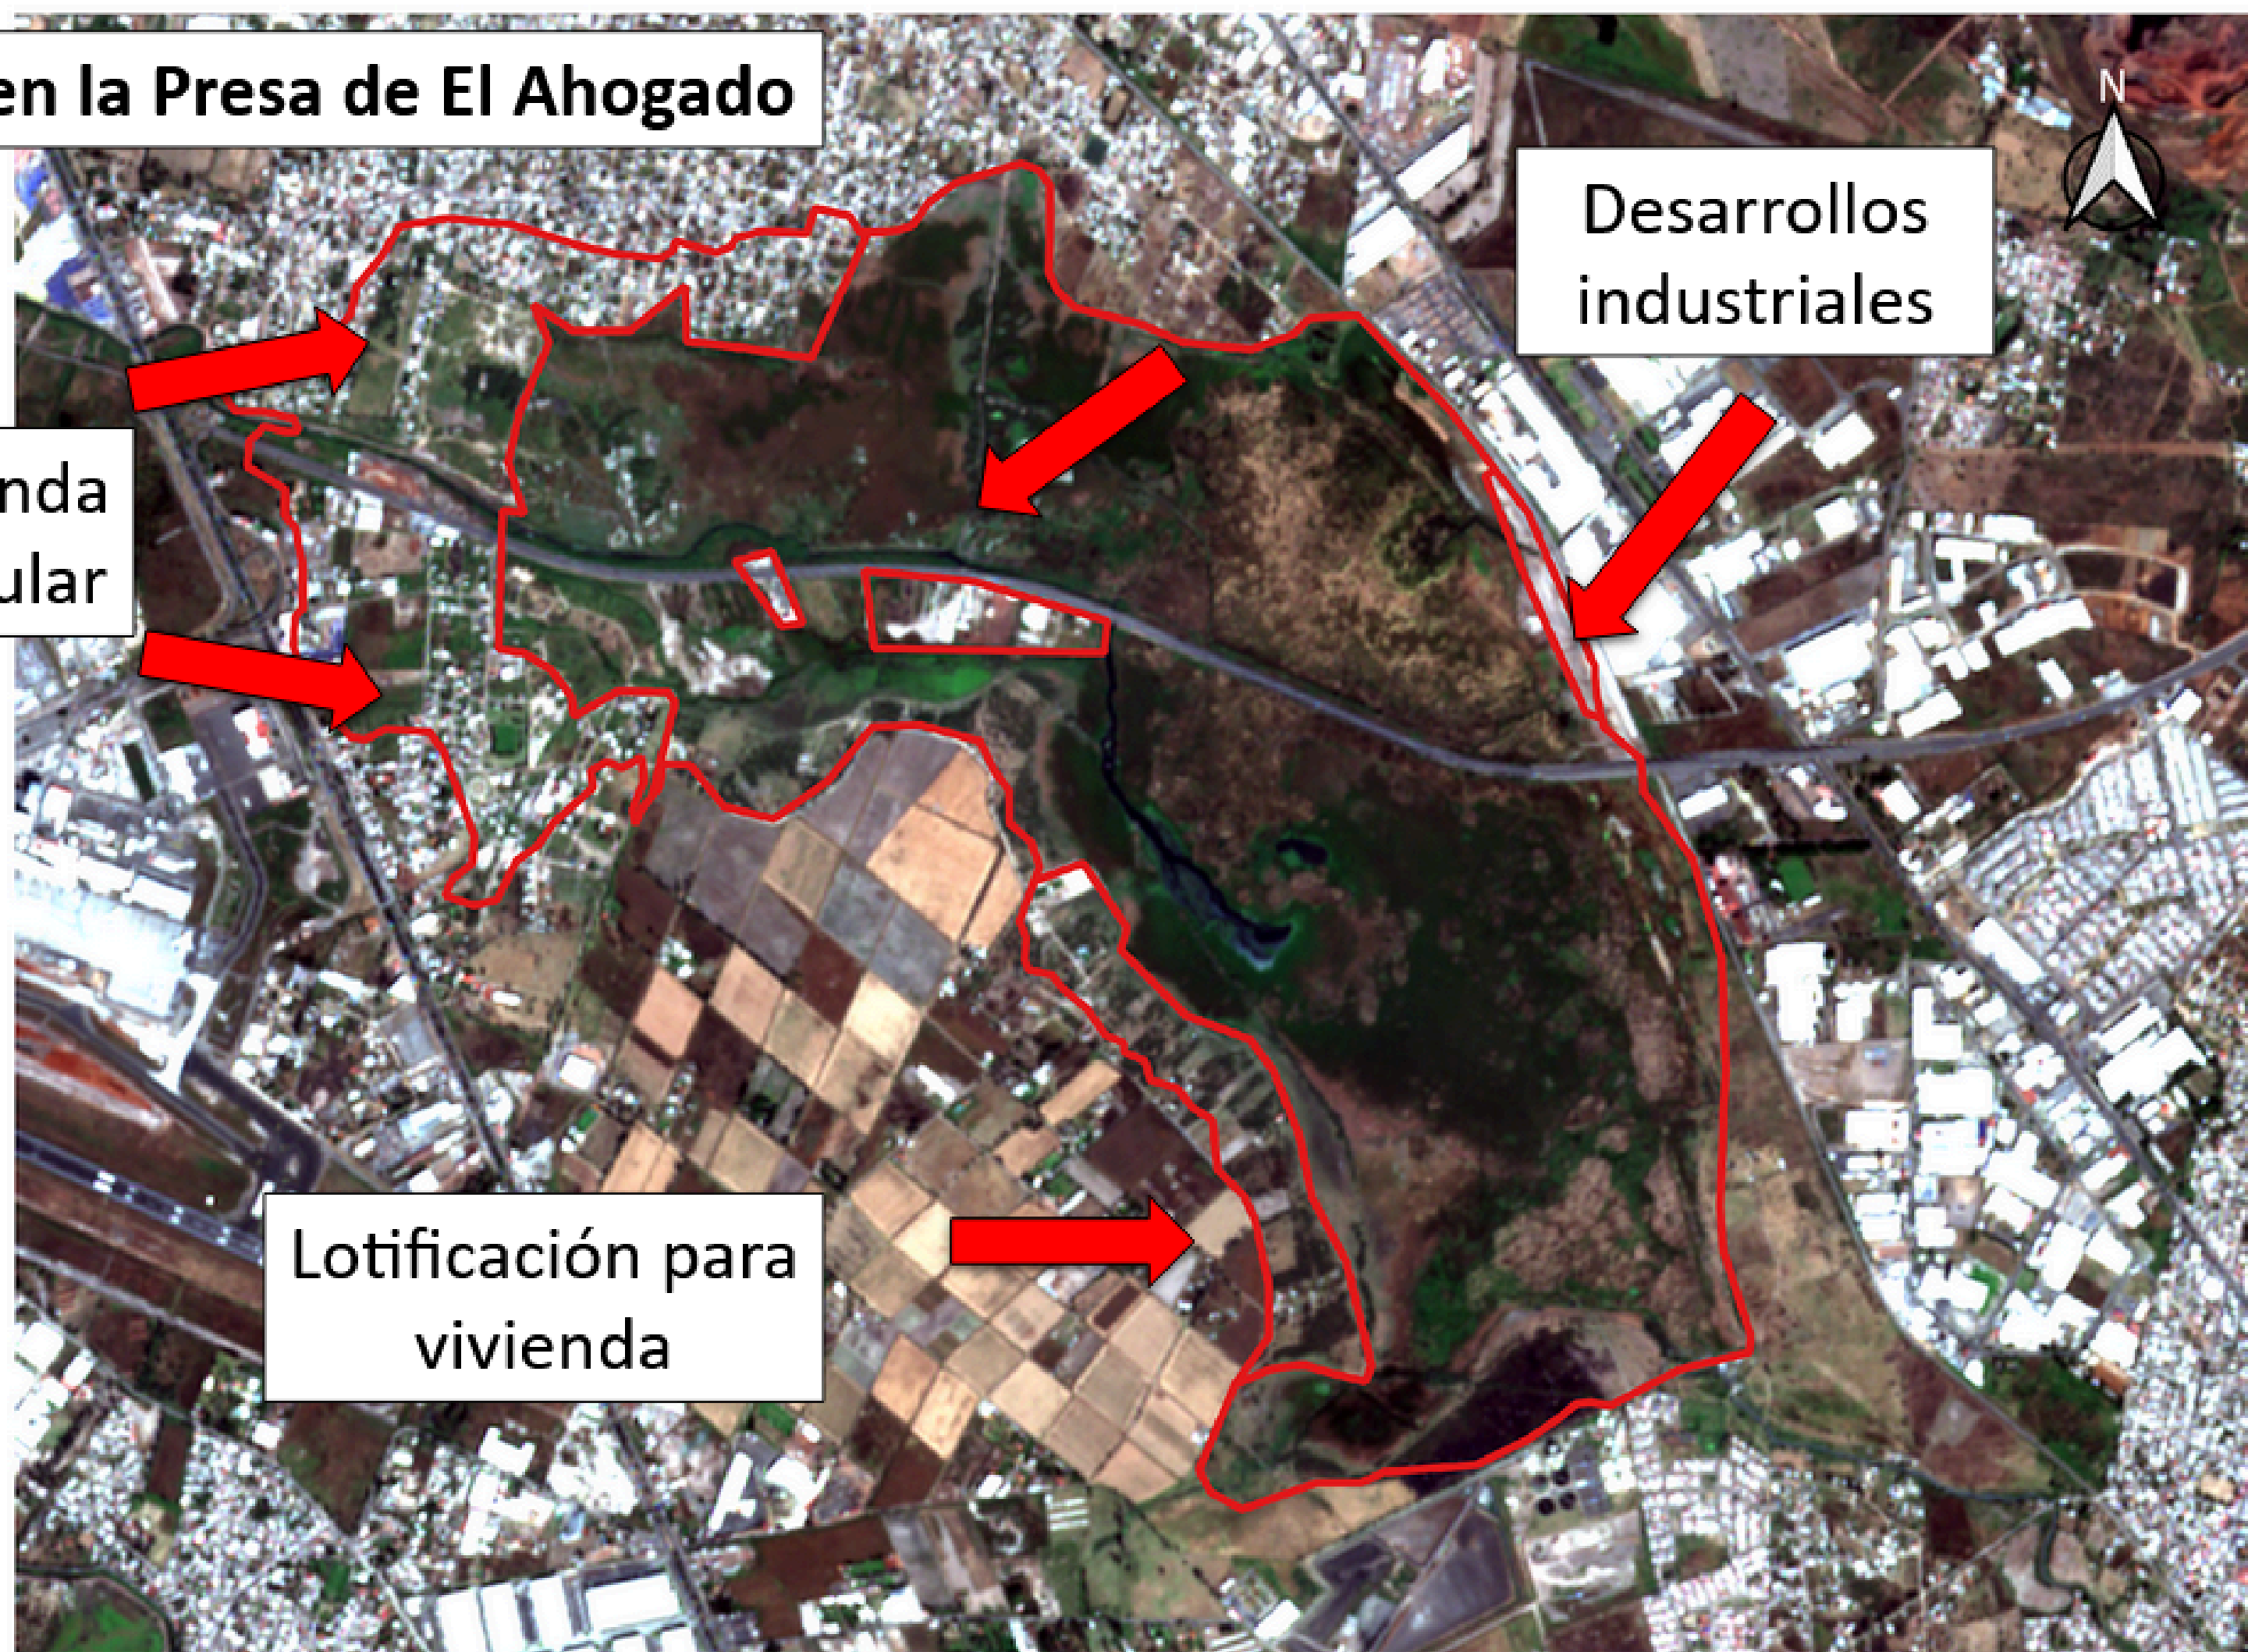 en la Presa de El Ahogado
N
Desarrollos
industriales
nda
ular
Lotificación para
vivienda